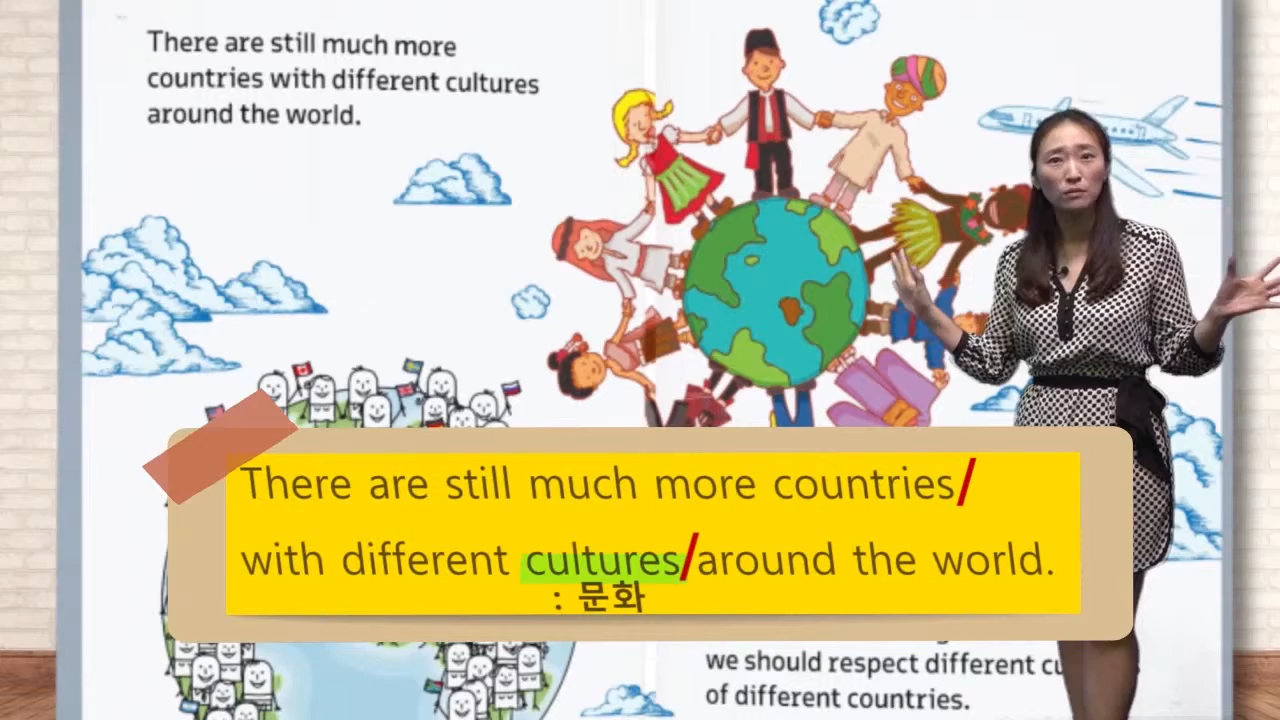 There are still much more
countries with different cultures
around the world.
There are still much more countries/
with different cultures/around the world.
: 문화
we should respect different cu
of different countries.